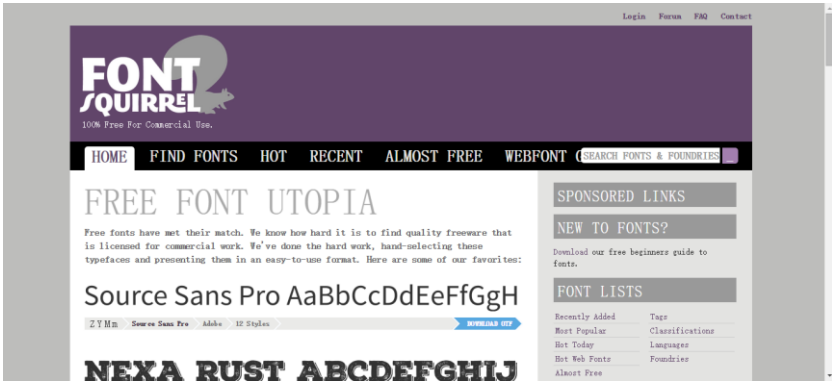 Login Forum FAQ Contact
FONT
SQUIRREL
100% Free For Commercial Use.
HOME FIND FONTS HOT RECENT ALMOST FREE WEBFONT SEARCH FONTS & FOUNDRIES
FREE FONT UTOPIA
Free fonts have met their match. We know how hard it is to find quality freeware that
is licensed for commercial work. We've done the hard work, hand-selecting these
typefaces and presenting them in an easy-to-use format. Here are some of our favorites:
Source Sans Pro AaBbCcDdEeFfGgH
ZYMm Source Sans Pro Adobe 12 Styles DOWNLOAD OTF
NEXA RUST ABCDEFGHIJ
SPONSORED LINKS
NEW TO FONTS?
Download our free beginners guide to
fonts.
FONT LISTS
Recently Added Tags
Most Popular Classifications
Hot Today Languages
Hot Web Fonts Foundries
Almost Free